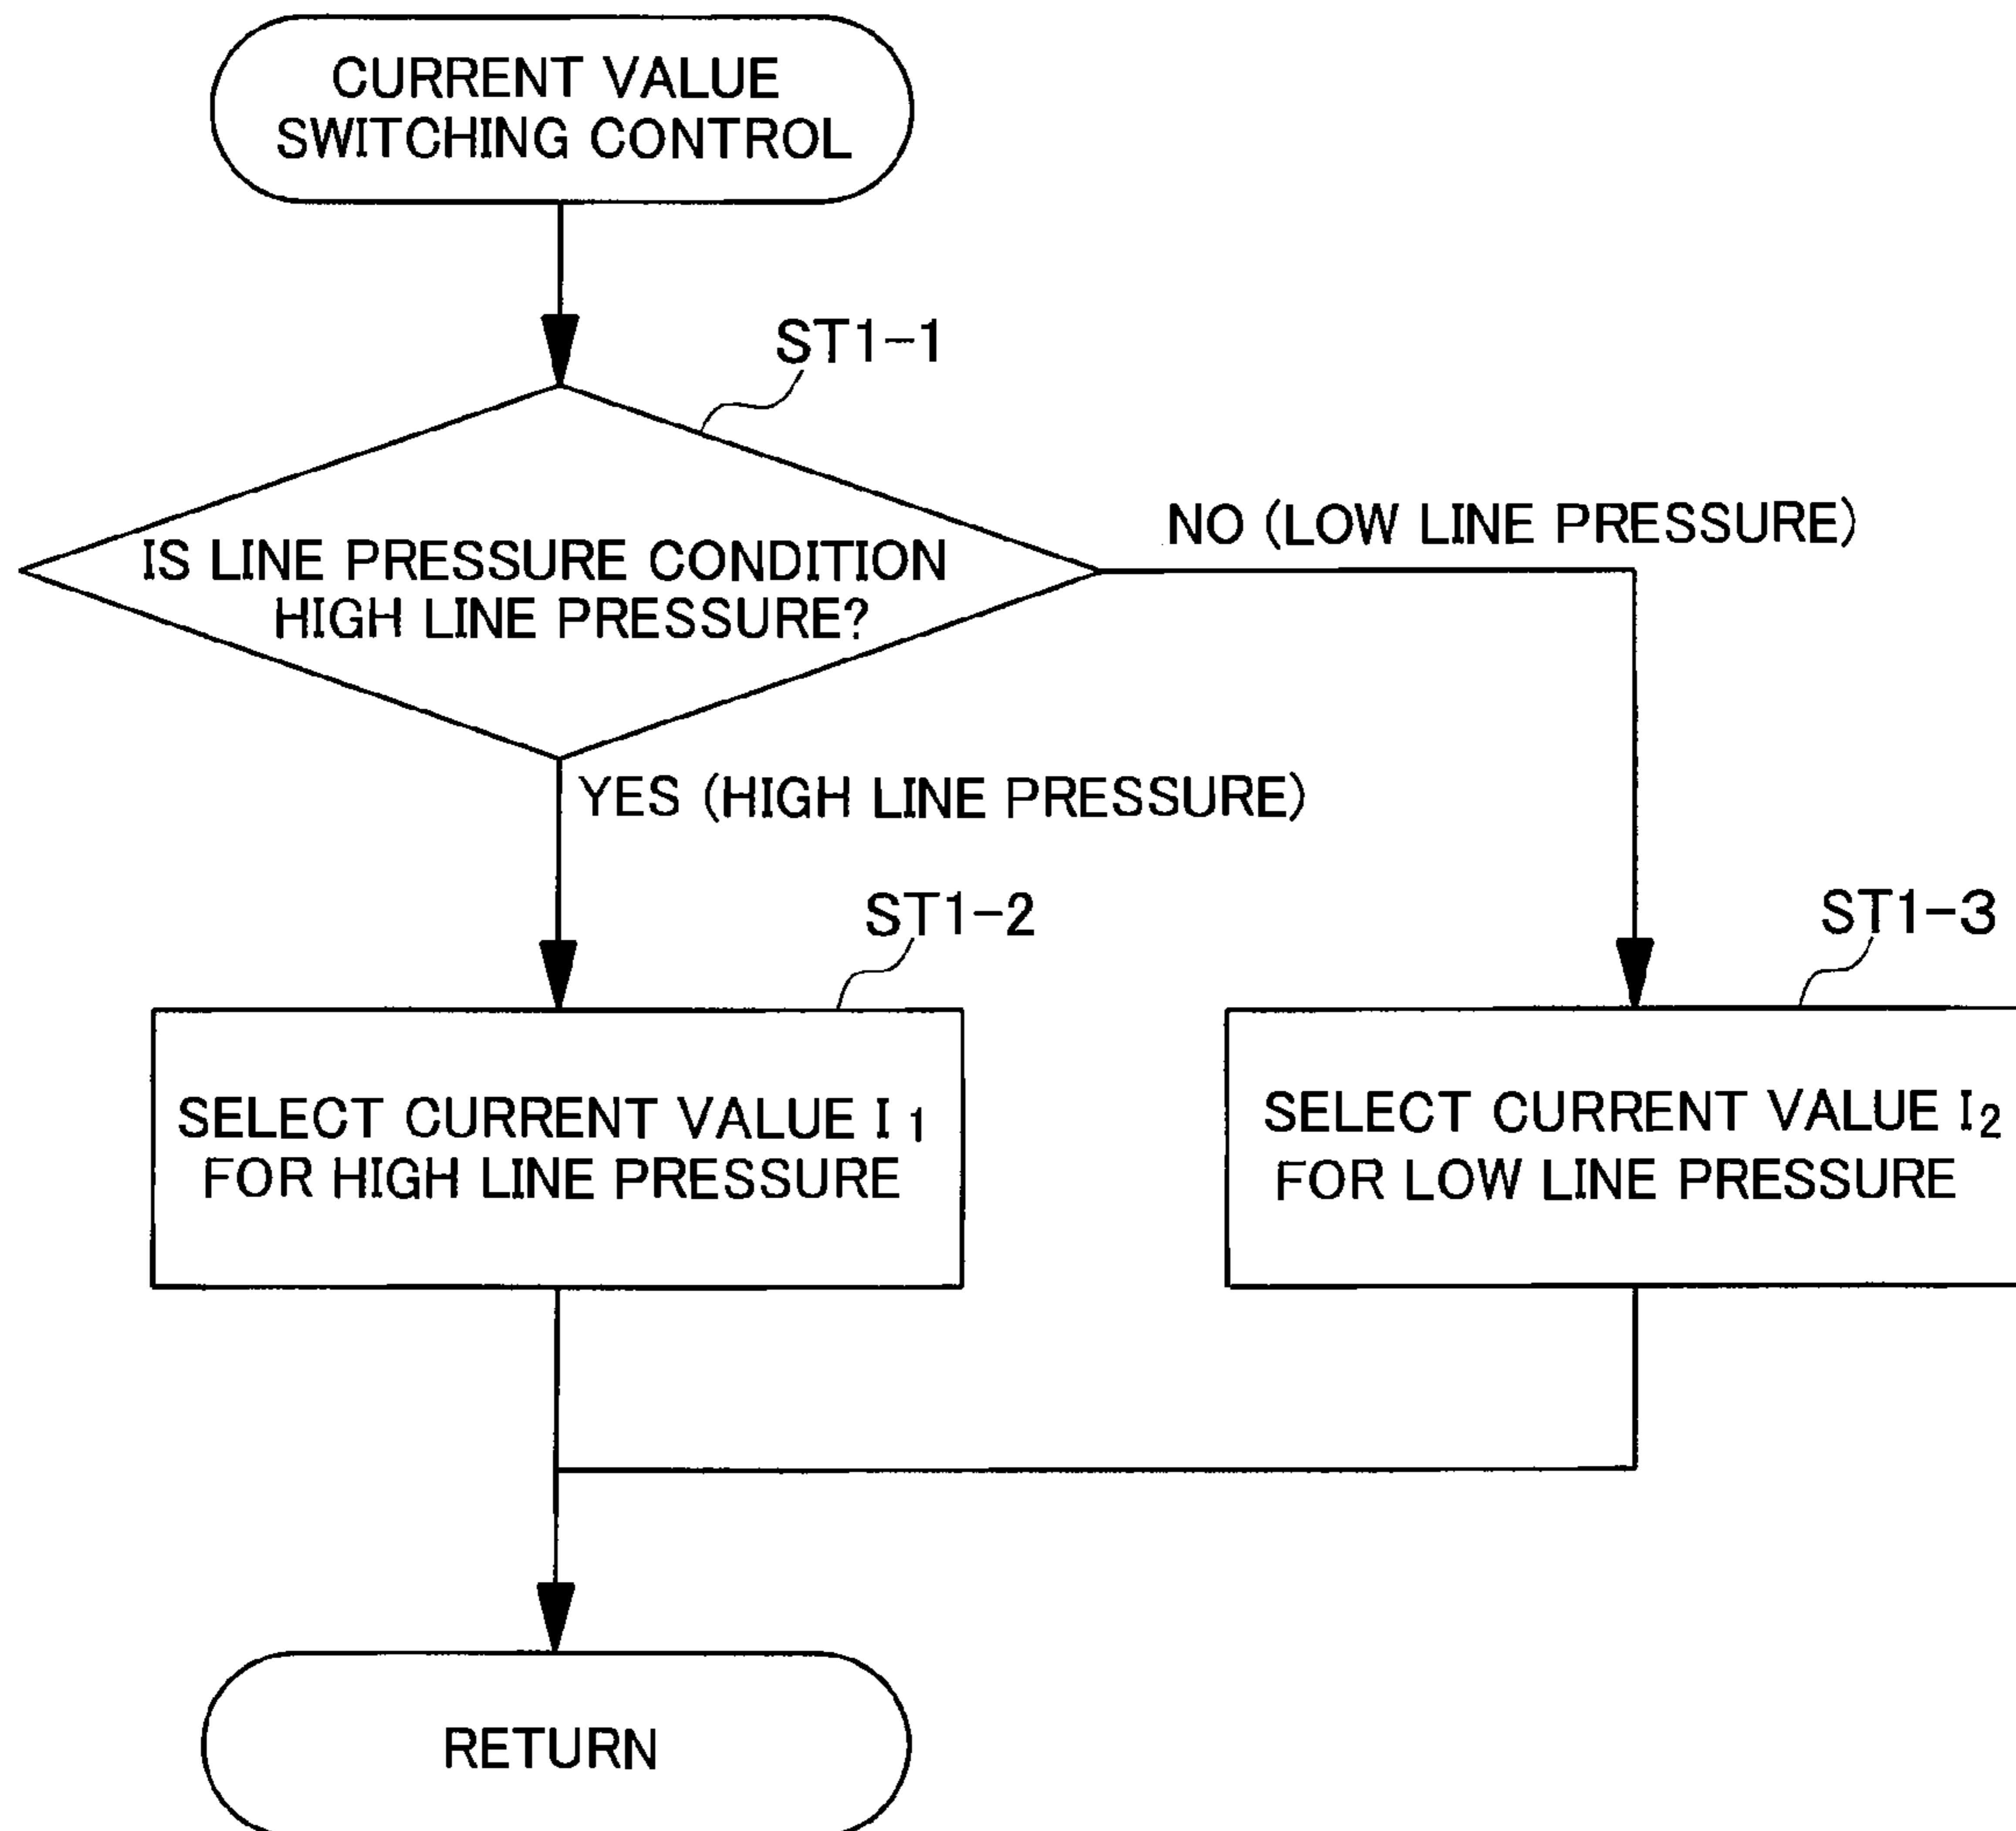 CURRENT VALUE
SWITCHING CONTROL
ST1-1
IS LINE PRESSURE CONDITION
HIGH LINE PRESSURE?
NO (LOW LINE PRESSURE)
YES (HIGH LINE PRESSURE)
ST1-2
ST1-3
SELECT CURRENT VALUE I 1
FOR HIGH LINE PRESSURE
SELECT CURRENT VALUE I2
FOR LOW LINE PRESSURE
RETURN